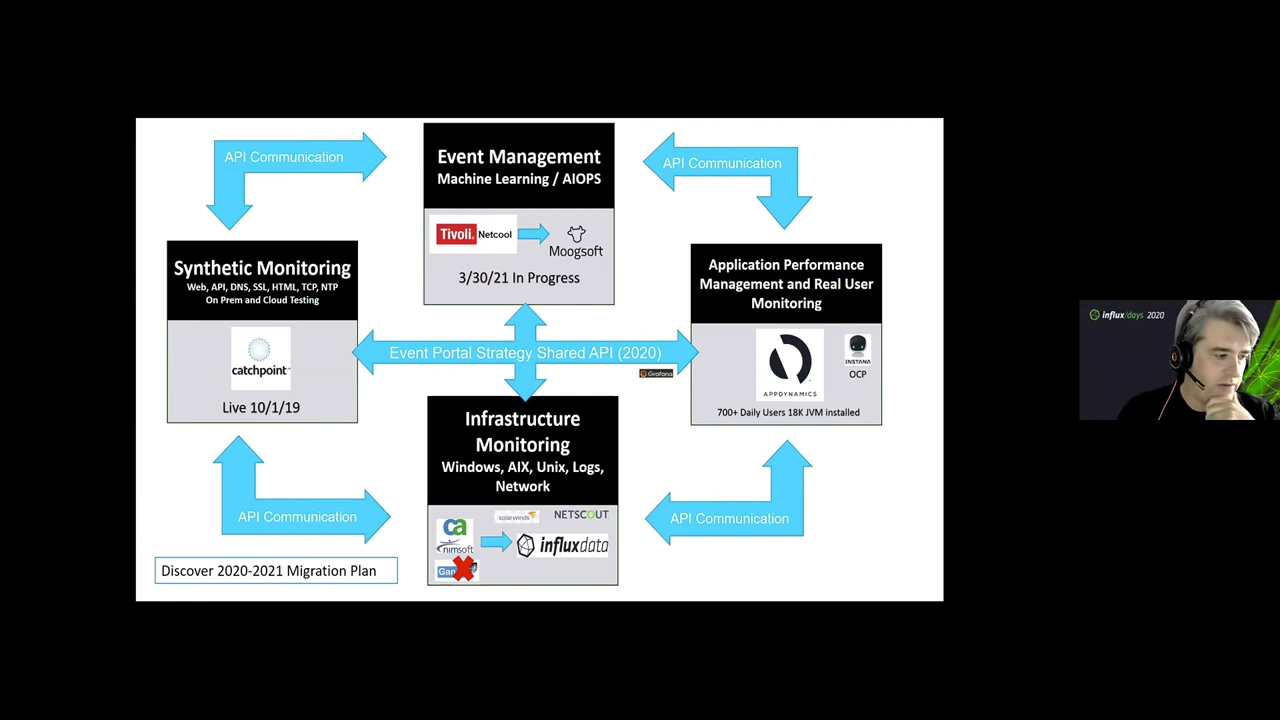 API Communication
Event Management
Machine Learning / AIOPS
API Communication
Tivoli Netcool
Moogsoft
3/30/21 In Progress
Synthetic Monitoring
Web, API, DNS, SSL, HTML, TCP, NTP
On Prem and Cloud Testing
catchpoint
Live 10/1/19
Application Performance
Management and Real User
Monitoring
APPDYNAMICS
INSTANA
OCP
700+ Daily Users 18K JVM installed
Event Portal Strategy Shared API (2020)
Grafana
Infrastructure
Monitoring
Windows, AIX, Unix, Logs,
Network
solarwinds
NETSCOUT
ca
nimsoft
influxdata
API Communication
API Communication
Discover 2020-2021 Migration Plan
influx/days 2020